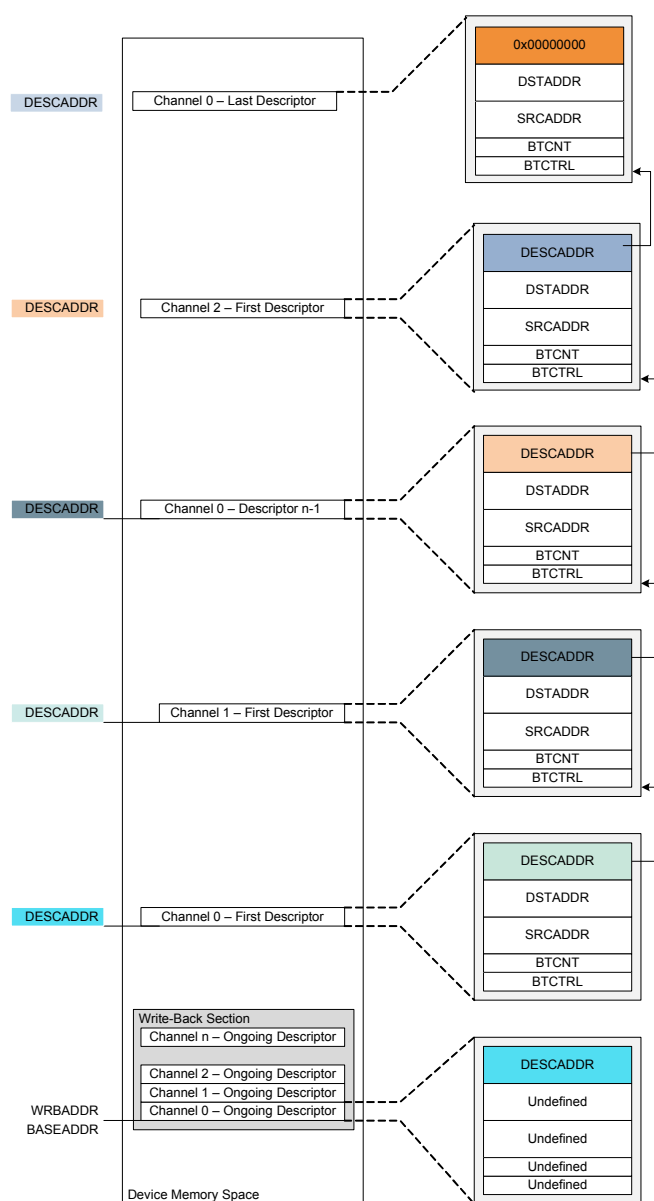 0x00000000
DSTADDR
SRCADDR
BTCNT
BTCTRL
DESCADDR
Channel 0 – Last Descriptor
DESCADDR
DSTADDR
SRCADDR
BTCNT
BTCTRL
DESCADDR
Channel 2 – First Descriptor
DESCADDR
DSTADDR
SRCADDR
BTCNT
BTCTRL
DESCADDR
Channel 0 – Descriptor n-1
DESCADDR
DSTADDR
SRCADDR
BTCNT
BTCTRL
DESCADDR
Channel 1 – First Descriptor
DESCADDR
DSTADDR
SRCADDR
BTCNT
BTCTRL
DESCADDR
Channel 0 – First Descriptor
Write-Back Section
Channel n – Ongoing Descriptor
Channel 2 – Ongoing Descriptor
Channel 1 – Ongoing Descriptor
Channel 0 – Ongoing Descriptor
WRBADDR
BASEADDR
DESCADDR
Undefined
Undefined
Undefined
Undefined
Device Memory Space